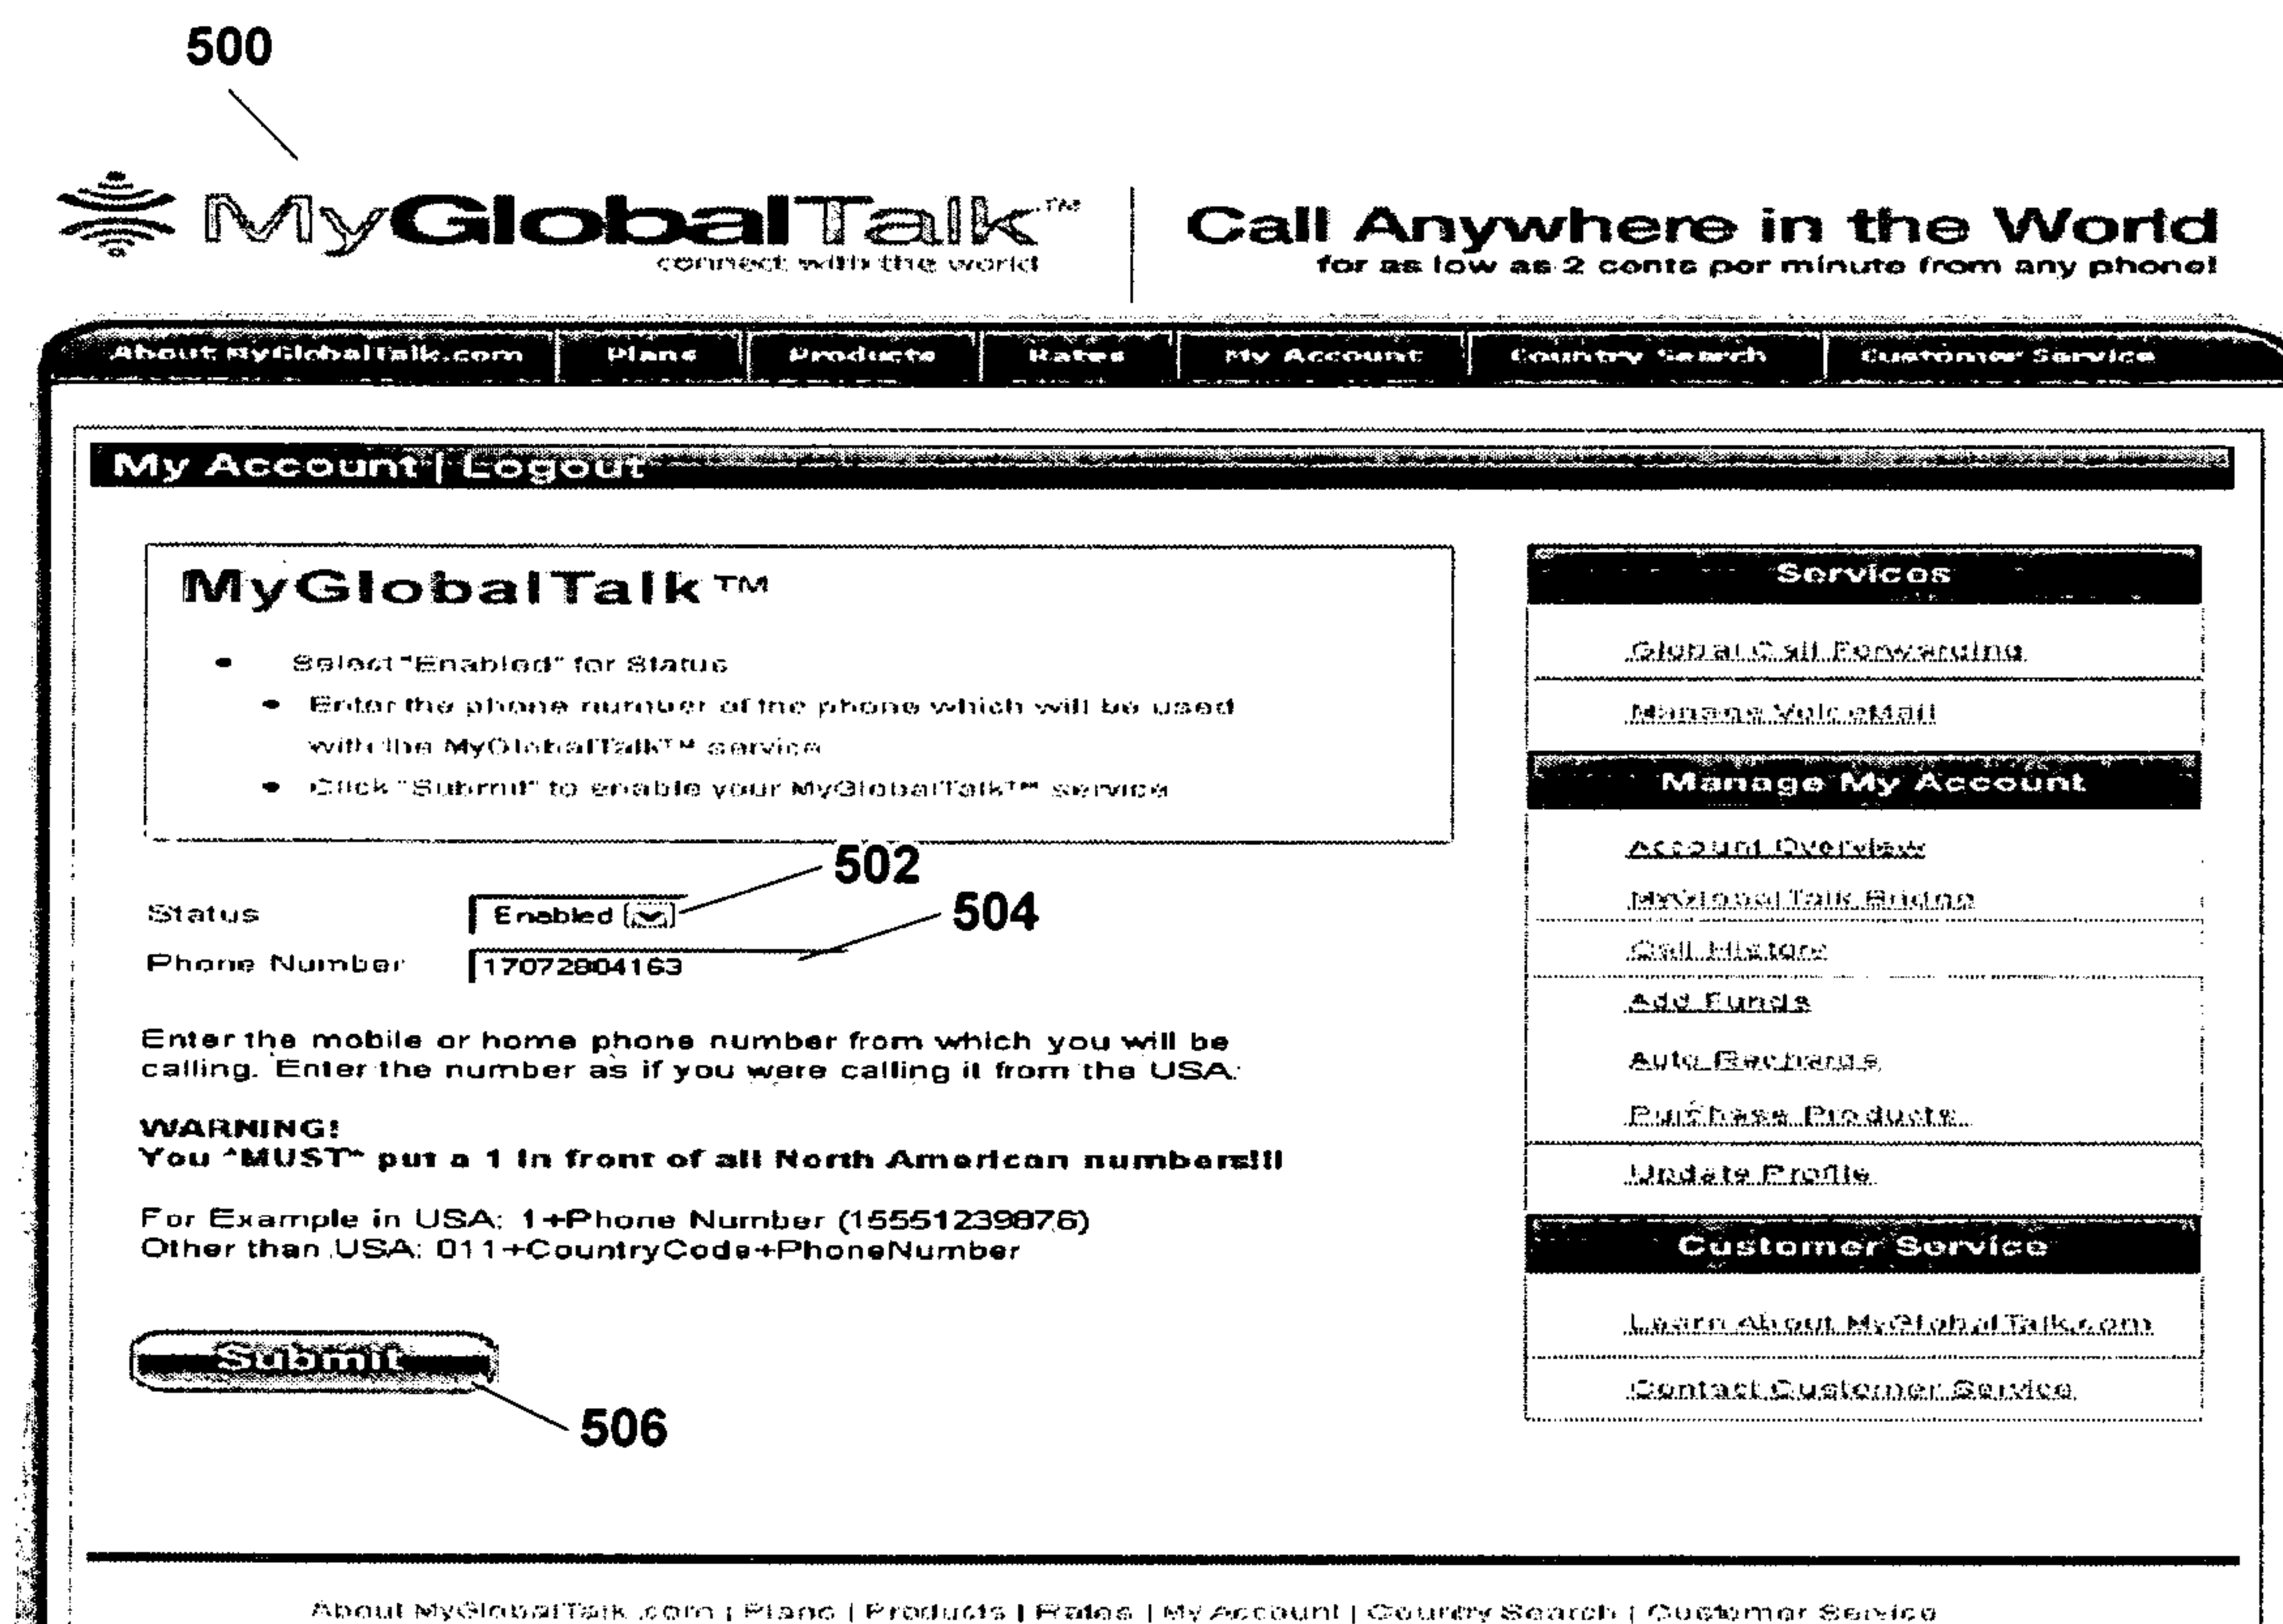 500
MyGlobalTalk™
connect with the world
Call Anywhere in the World
for as low as 2 cents per minute from any phone!
About MyGlobalTalk.com
Plans
Products
Rates
My Account
Country Search
Customer Service
My Account | Logout
MyGlobalTalk™
• Select "Enabled" for Status
• Enter the phone number of the phone which will be used
with the MyGlobalTalk™ service
• Click "Submit" to enable your MyGlobalTalk™ service
502
Status
Enabled
504
Phone Number
17072804163
Enter the mobile or home phone number from which you will be
calling. Enter the number as if you were calling it from the USA.
WARNING!
You *MUST* put a 1 in front of all North American numbers!!!
For Example in USA: 1+Phone Number (15551239876)
Other than USA: 011+CountryCode+PhoneNumber
Submit
506
Services
Global Call Forwarding
Manage VoiceMail
Manage My Account
Account Overview
MyGlobalTalk Bridge
Call History
Add Funds
Auto Recharge
Purchase Products
Update Profile
Customer Service
Learn About MyGlobalTalk.com
Contact Customer Service
About MyGlobalTalk.com | Plans | Products | Rates | My Account | Country Search | Customer Service